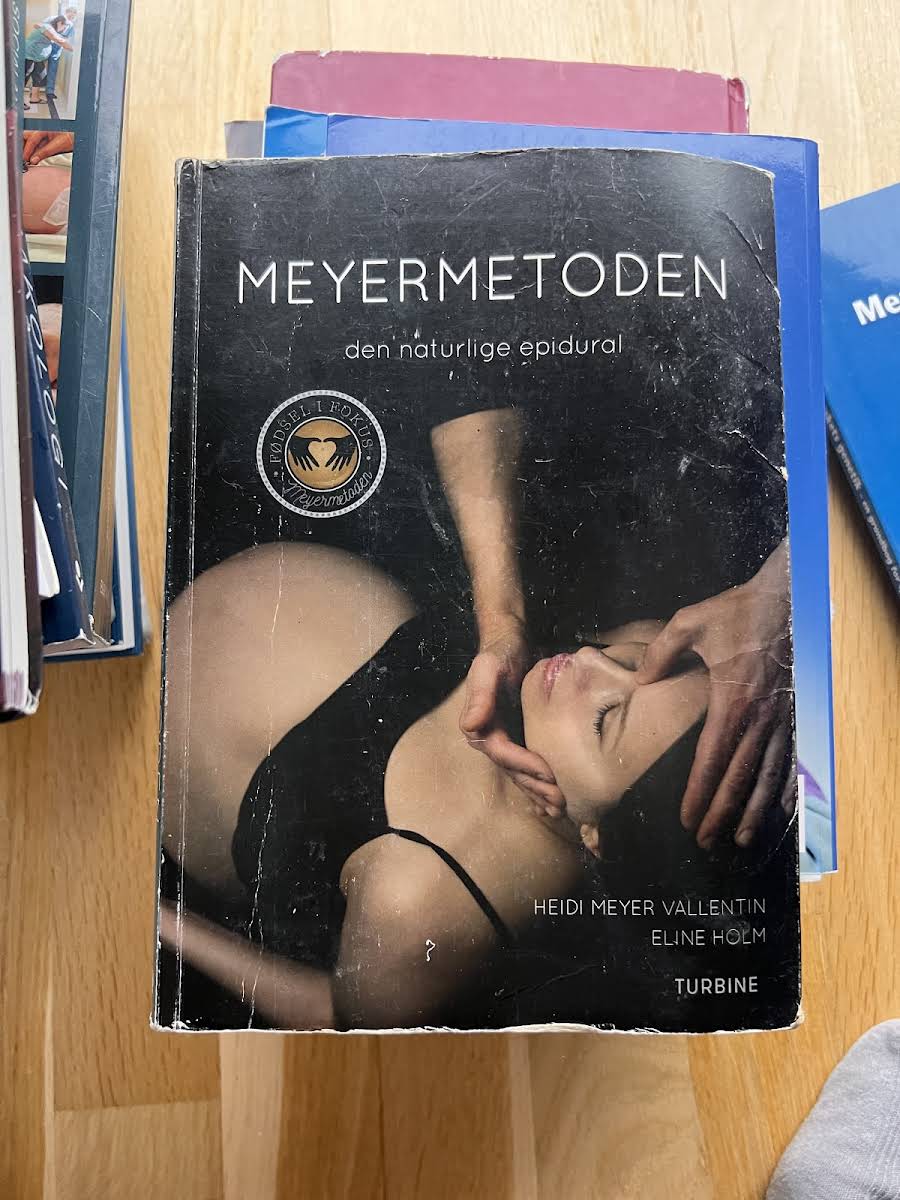 MEYERMETODEN
den naturlige epidural
FØDSEL I FOKUS
Meyermetoden
HEIDI MEYER VALLENTIN
ELINE HOLM
TURBINE